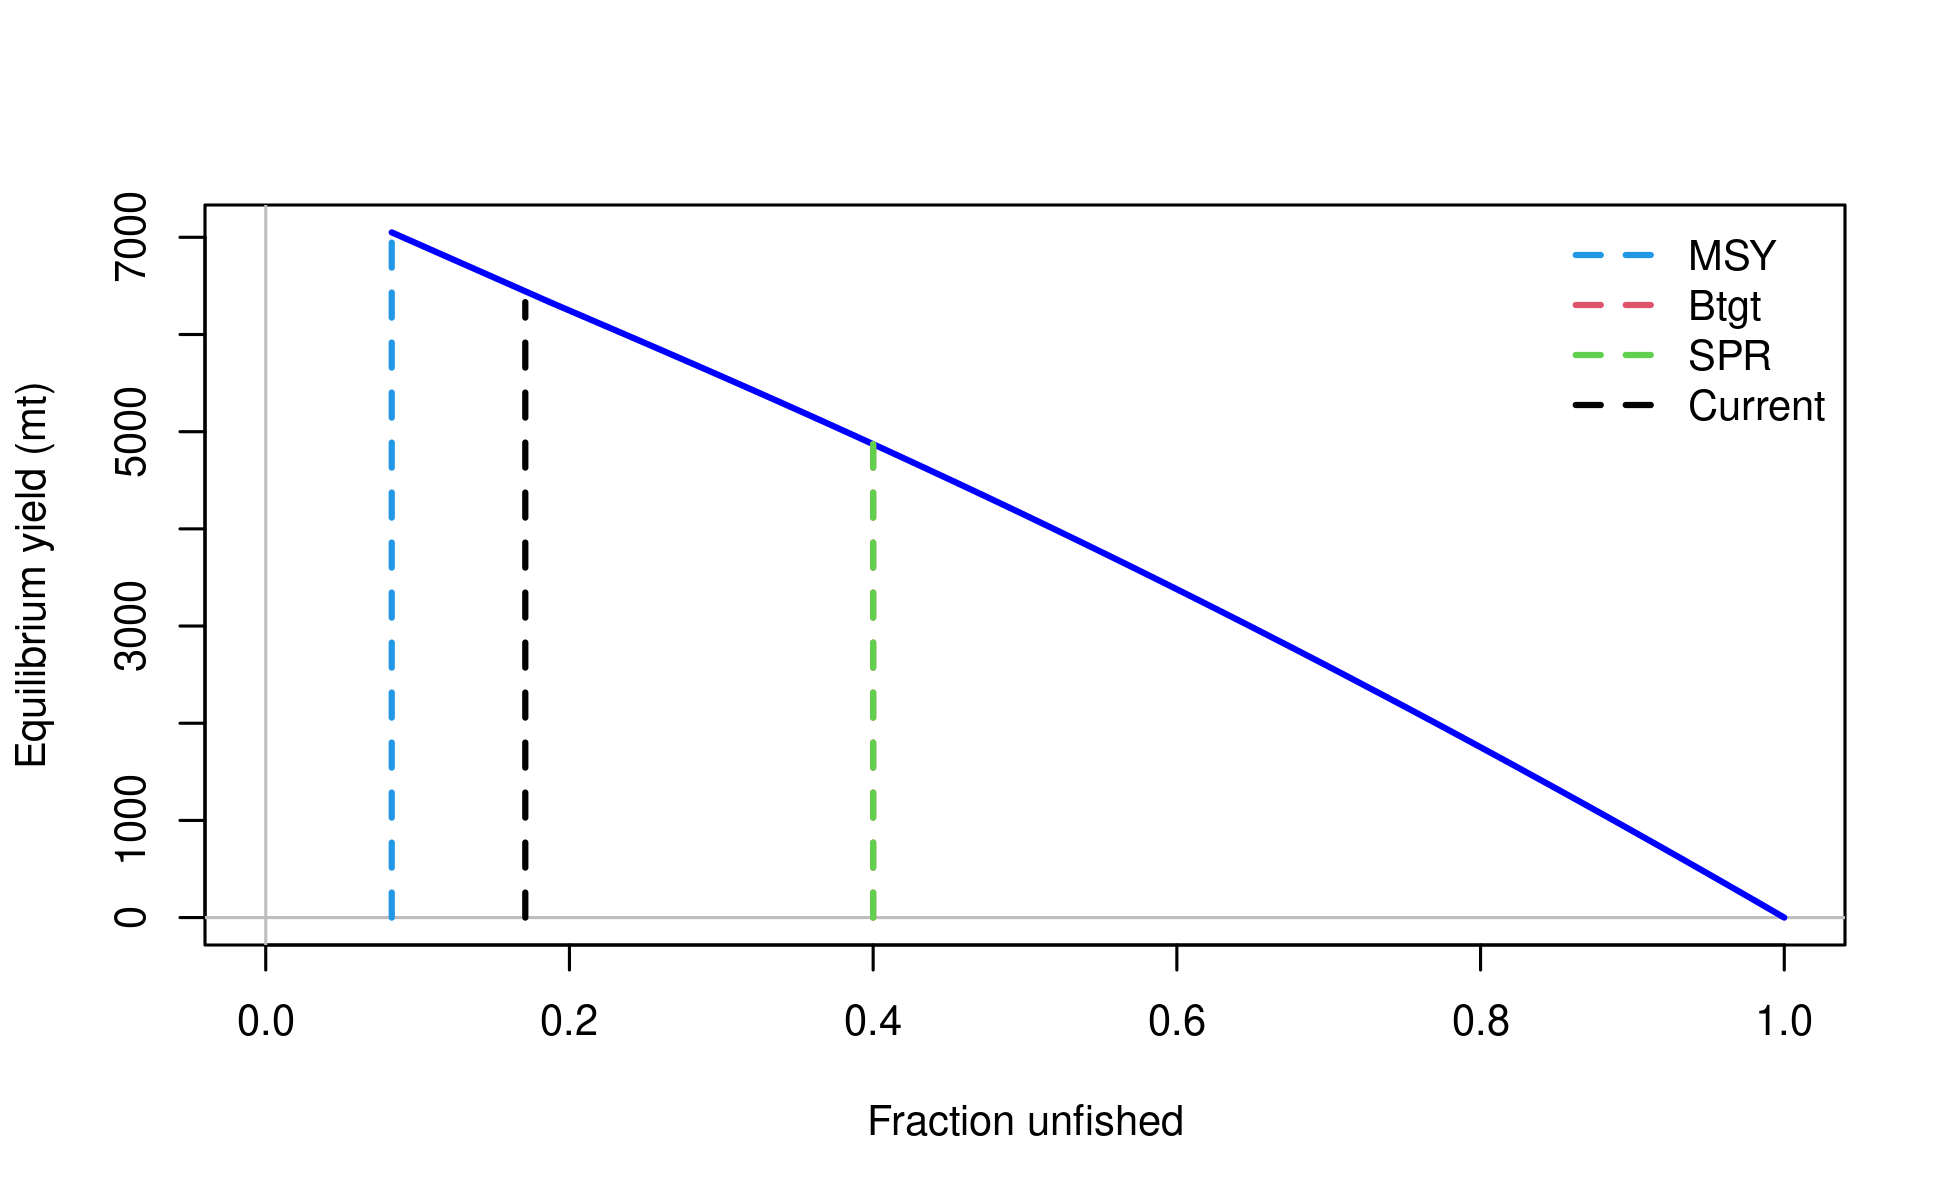 Equilibrium yield (mt)
7000
5000
3000
1000
0
MSY
Btgt
SPR
Current
0.0 0.2 0.4 0.6 0.8 1.0
Fraction unfished